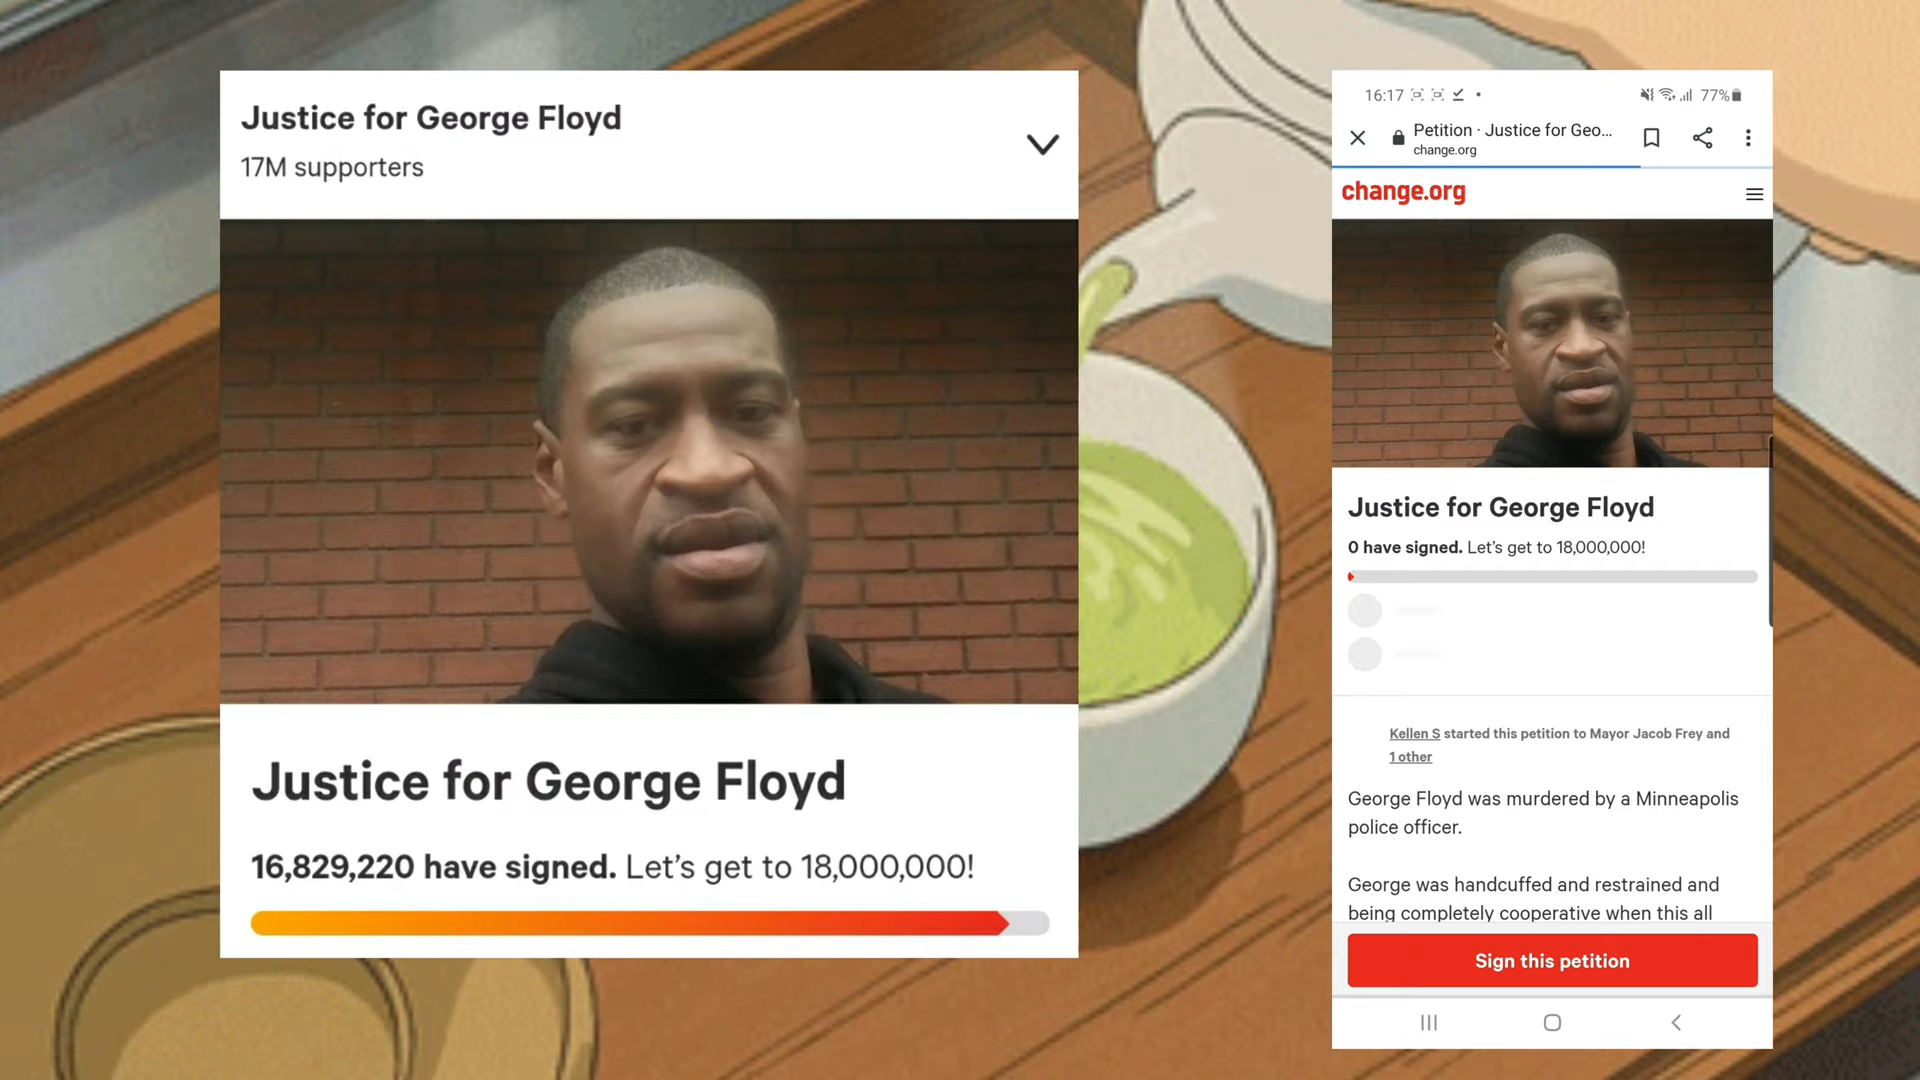 Justice for George Floyd
17M supporters
Justice for George Floyd
16,829,220 have signed. Let's get to 18,000,000!
16:17
77%
Petition · Justice for Geo...
change.org
change.org
Justice for George Floyd
0 have signed. Let's get to 18,000,000!
Kellen S started this petition to Mayor Jacob Frey and
1 other
George Floyd was murdered by a Minneapolis
police officer.
George was handcuffed and restrained and
being completely cooperative when this all
Sign this petition